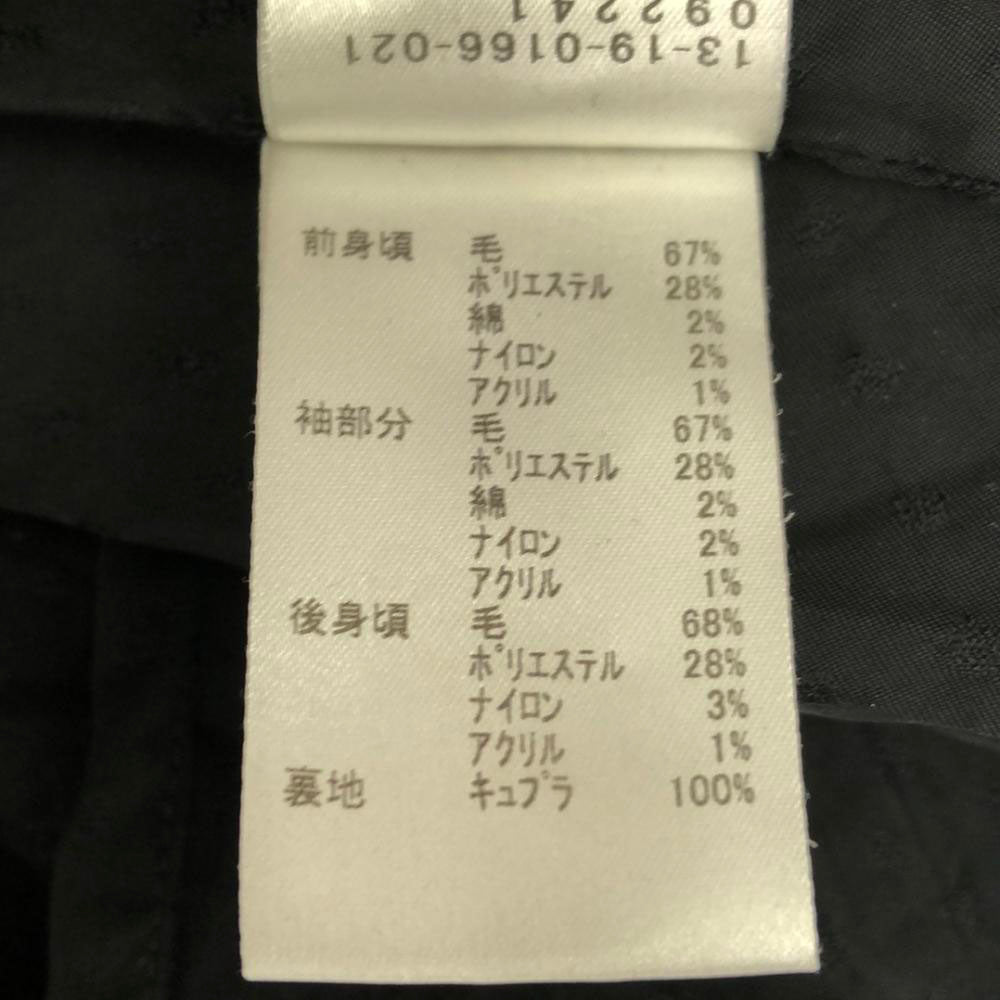 09224１
13-19-0166-021
前身頃 毛 67%
ポリエステル 28%
綿 2%
ナイロン 2%
アクリル 1%
袖部分 毛 67%
ポリエステル 28%
綿 2%
ナイロン 2%
アクリル 1%
後身頃 毛 68%
ポリエステル 28%
ナイロン 3%
アクリル 1%
裏地 キュプラ 100%